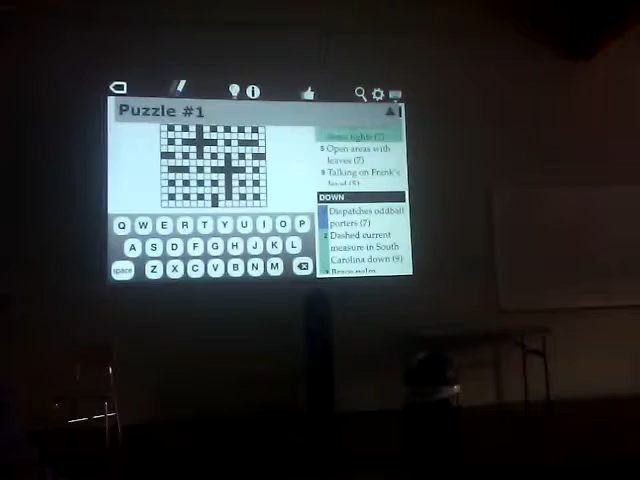 Puzzle #1
5 Open areas with
leaves (7)
9 Talking on Frank's
DOWN
Dispatches oddball
porters (7)
2 Dashed current
measure in South
Carolina down (9)
Q W E R T Y U I O P
A S D F G H J K L
space Z X C V B N M